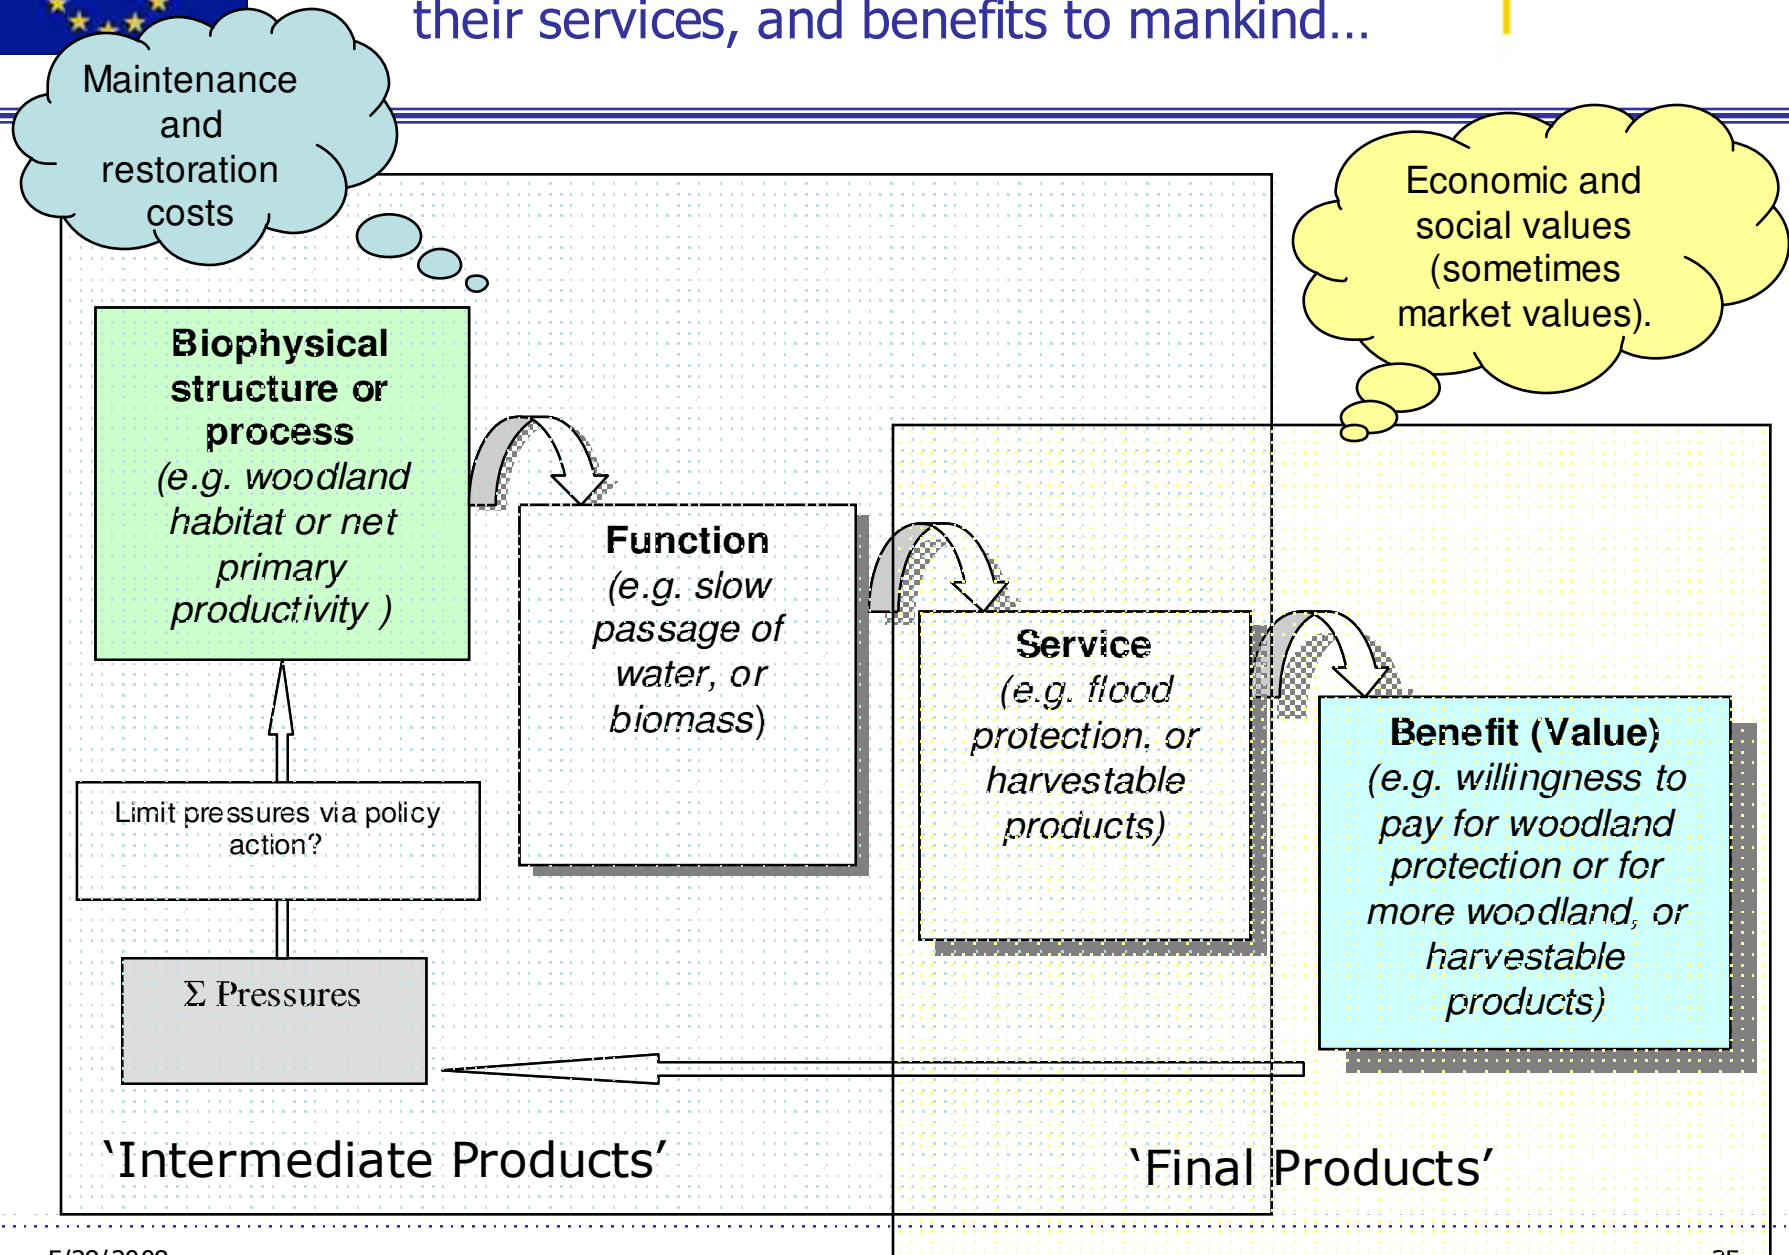 their services, and benefits to mankind…
Maintenance
and
restoration
costs
Economic and
social values
(sometimes
market values).
Biophysical
structure or
process
(e.g. woodland
habitat or net
primary
productivity )
Function
(e.g. slow
passage of
water, or
biomass)
Service
(e.g. flood
protection. or
harvestable
products)
Benefit (Value)
(e.g. willingness to
pay for woodland
protection or for
more woodland, or
harvestable
products)
Limit pressures via policy
action?
Σ Pressures
‘Intermediate Products’
‘Final Products’